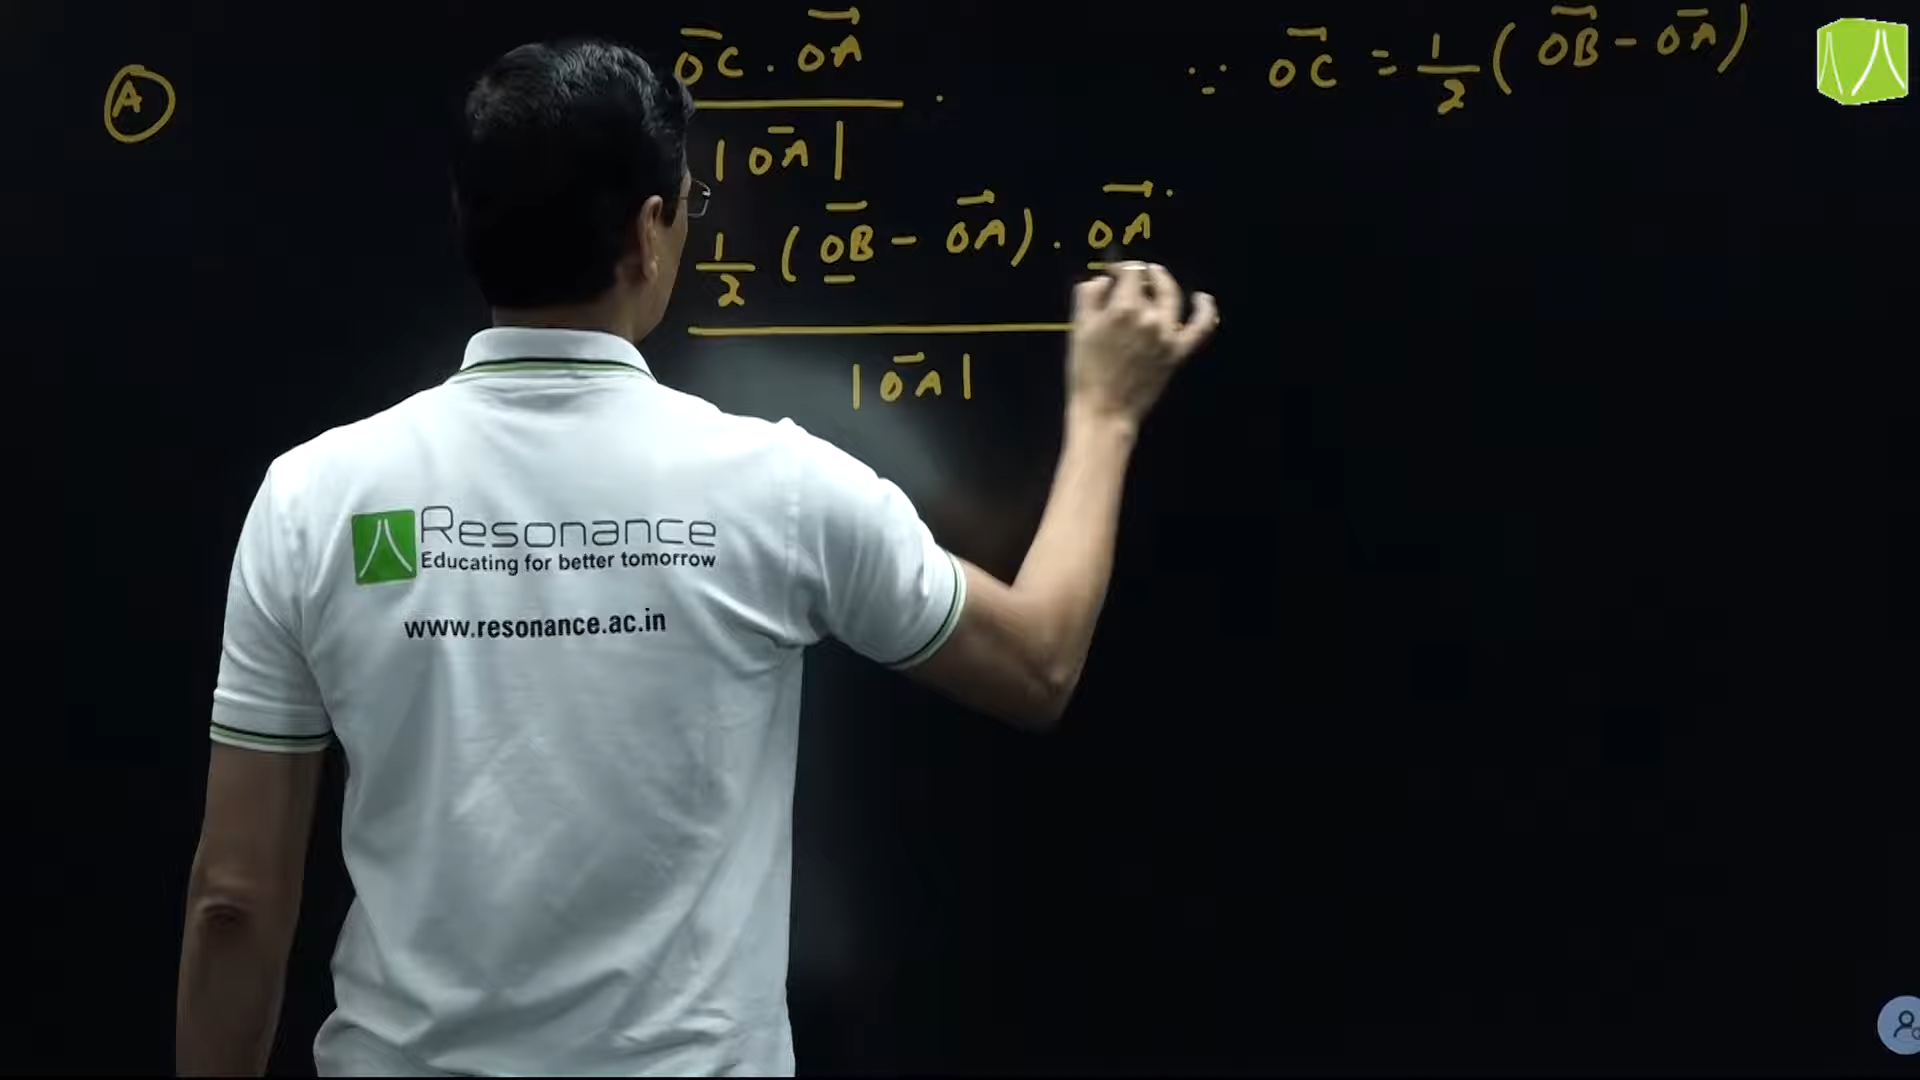 A
OC . OA
|OA|
∵ OC = 1/2 ( OB - OA )
1/2 ( OB - OA ) . OA
|OA|
Resonance
Educating for better tomorrow
www.resonance.ac.in